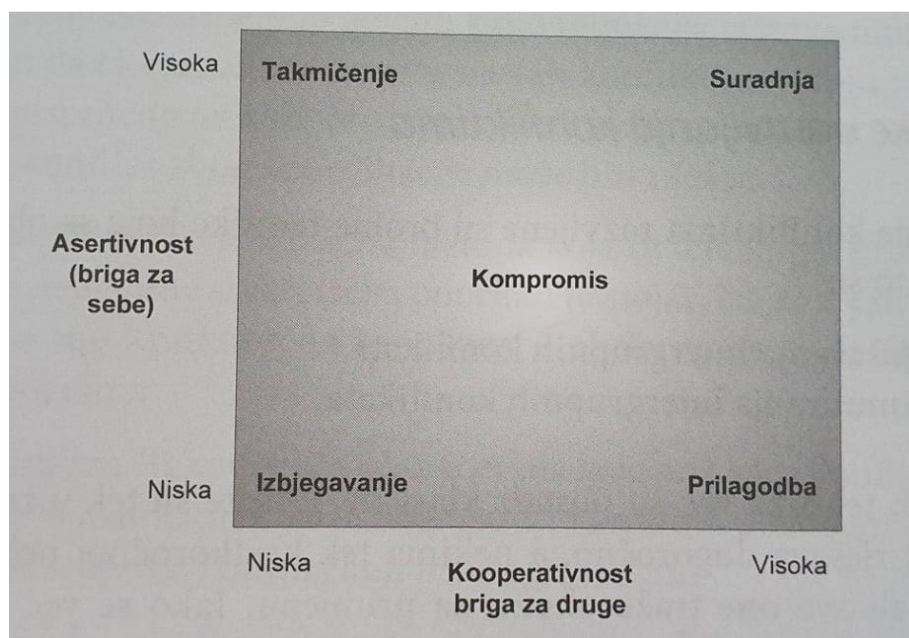 Visoka
Takmičenje
Suradnja
Asertivnost
(briga za
sebe)
Kompromis
Niska
Izbjegavanje
Prilagodba
Niska
Kooperativnost
briga za druge
Visoka